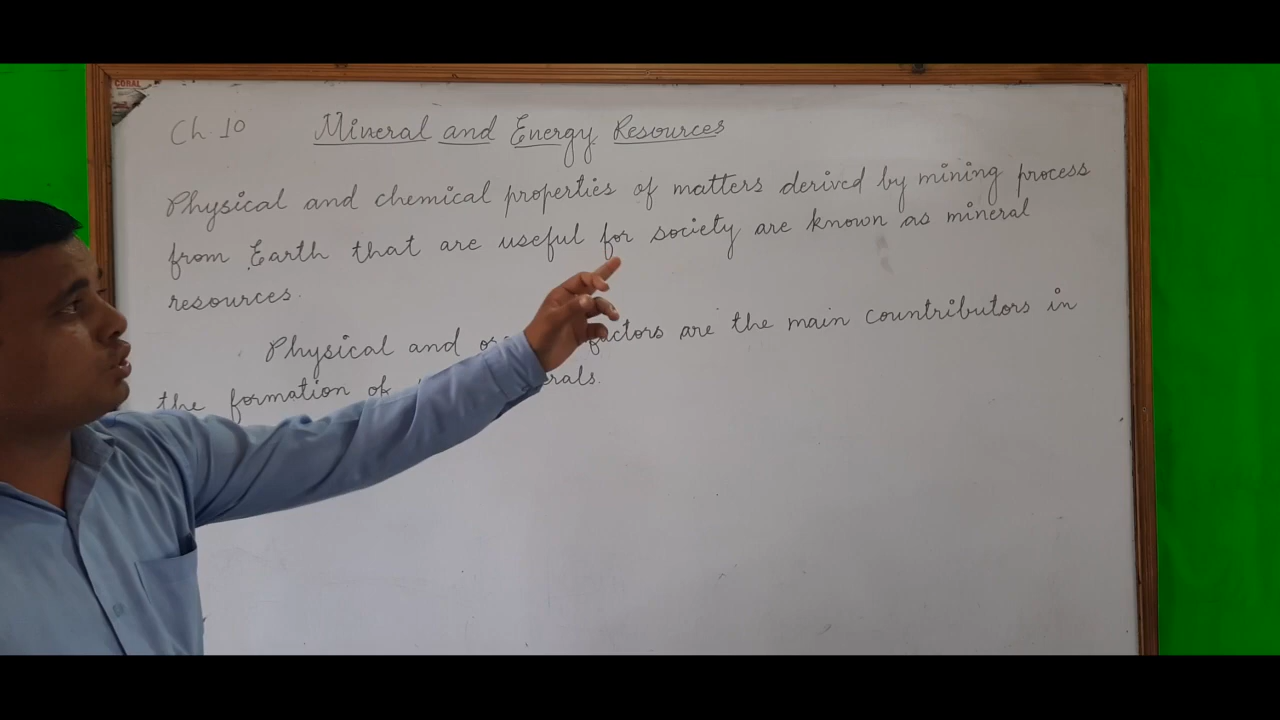 CORAL
Ch. 10 Mineral and Energy Resources
Physical and chemical properties of matters derived by mining process
from Earth that are useful for society are known as mineral
resources.
Physical and factors are the main countributors in
the formation of